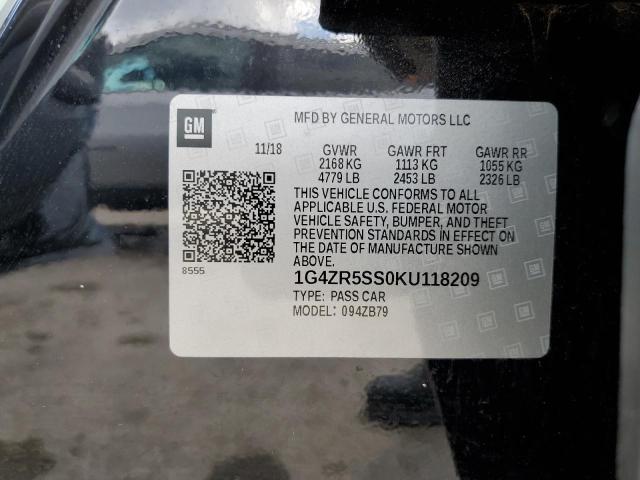 GM
MFD BY GENERAL MOTORS LLC
11/18 GVWR GAWR FRT GAWR RR
2168 KG 1113 KG 1055 KG
4779 LB 2453 LB 2326 LB
THIS VEHICLE CONFORMS TO ALL
APPLICABLE U.S. FEDERAL MOTOR
VEHICLE SAFETY, BUMPER, AND THEFT
PREVENTION STANDARDS IN EFFECT ON
THE DATE OF MANUFACTURE SHOWN
ABOVE.
8555
1G4ZR5SS0KU118209
TYPE: PASS CAR
MODEL: 094ZB79